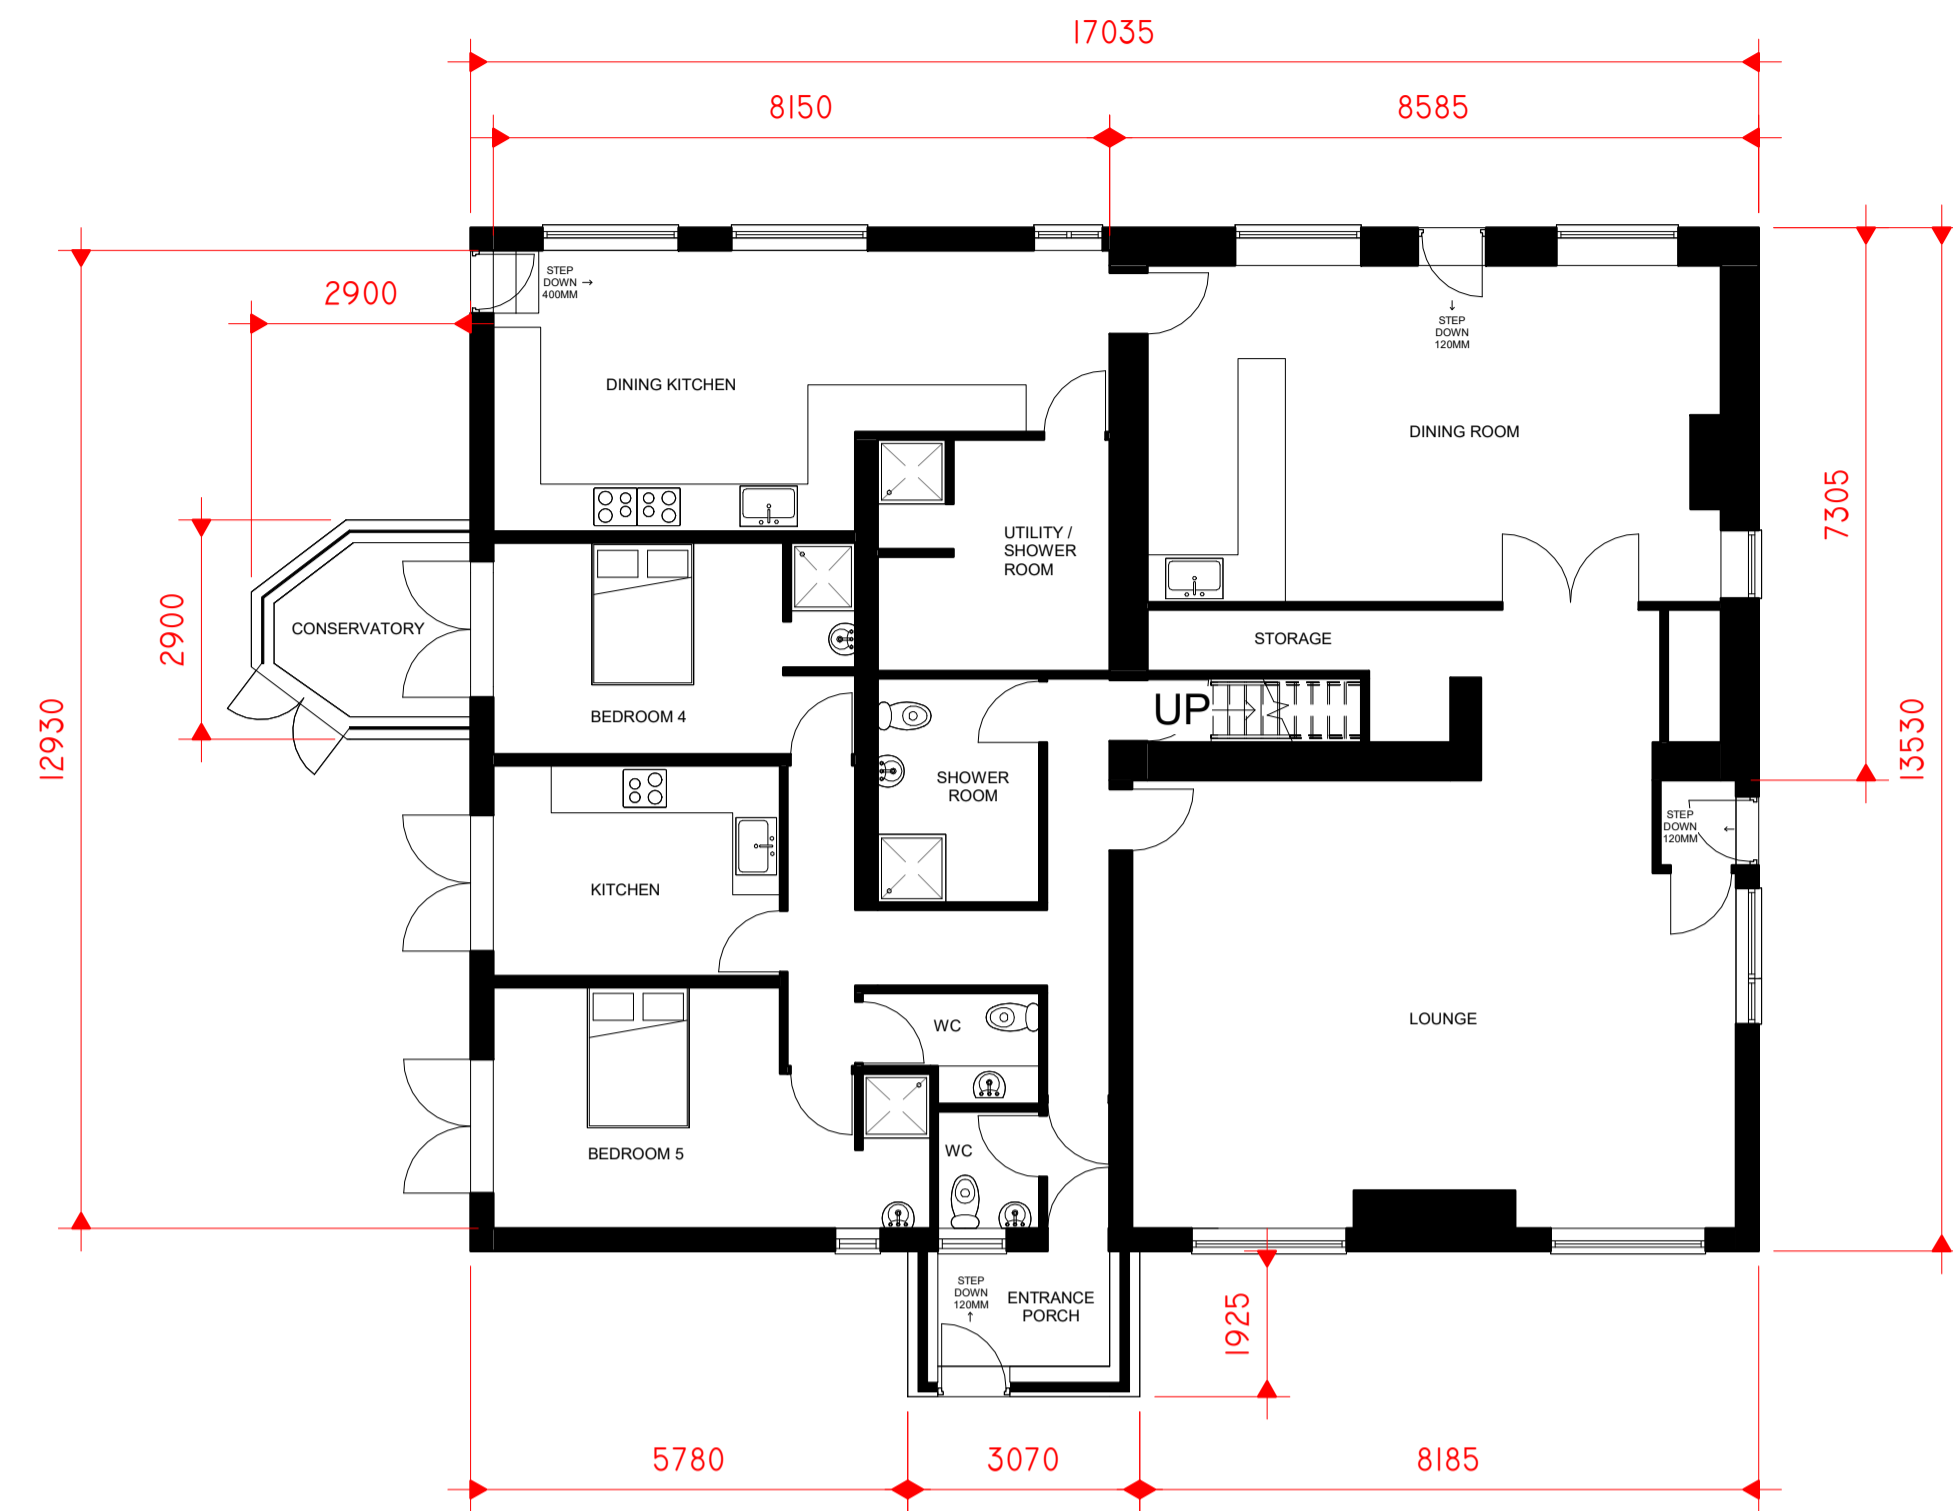 17035
8150
8585
STEP
DOWN →
400MM
2900
↓
STEP
DOWN
120MM
DINING KITCHEN
DINING ROOM
7305
UTILITY /
SHOWER
ROOM
2900
CONSERVATORY
STORAGE
BEDROOM 4
UP
12930
13530
SHOWER
ROOM
STEP
DOWN ←
120MM
KITCHEN
LOUNGE
WC
WC
BEDROOM 5
STEP
DOWN
120MM
↑
ENTRANCE
PORCH
1925
5780
3070
8185